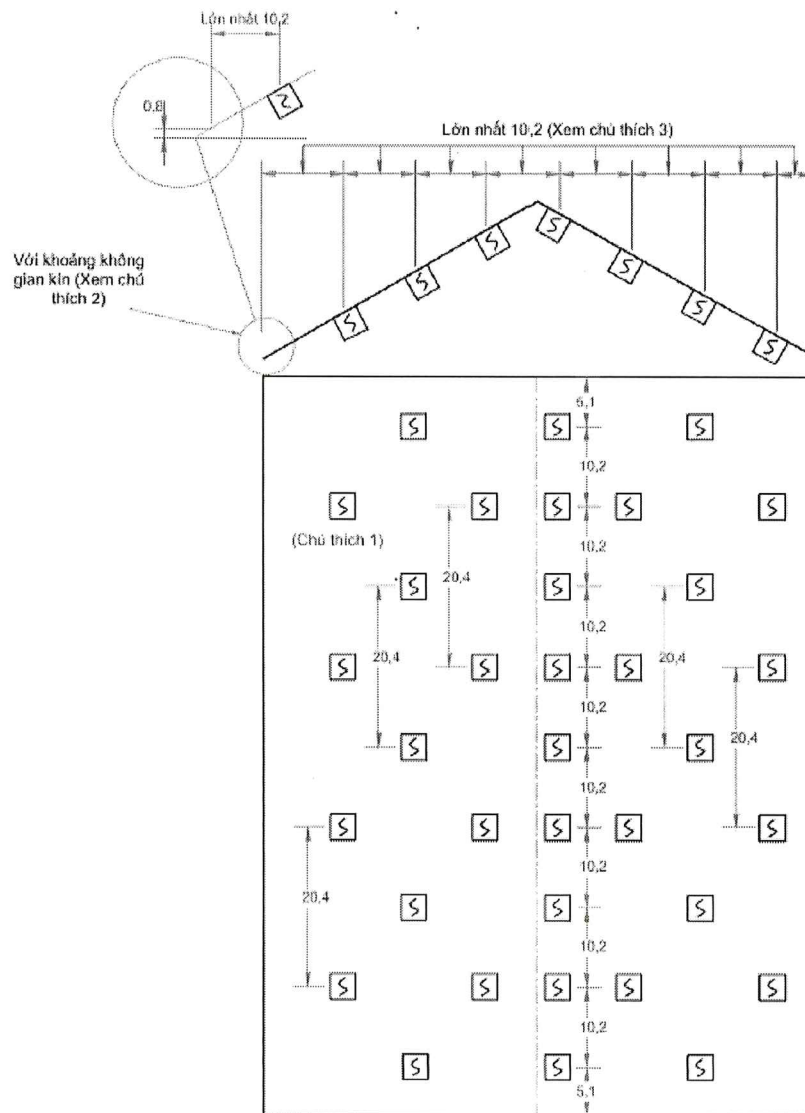 Lớn nhất 10,2
0,8
Lớn nhất 10,2 (Xem chú thích 3)
Với khoảng không
gian kín (Xem chú
thích 2)
5,1
10,2
10,2
(Chú thích 1)
20,4
10,2
20,4
10,2
20,4
10,2
20,4
10,2
10,2
20,4
10,2
10,2
5,1